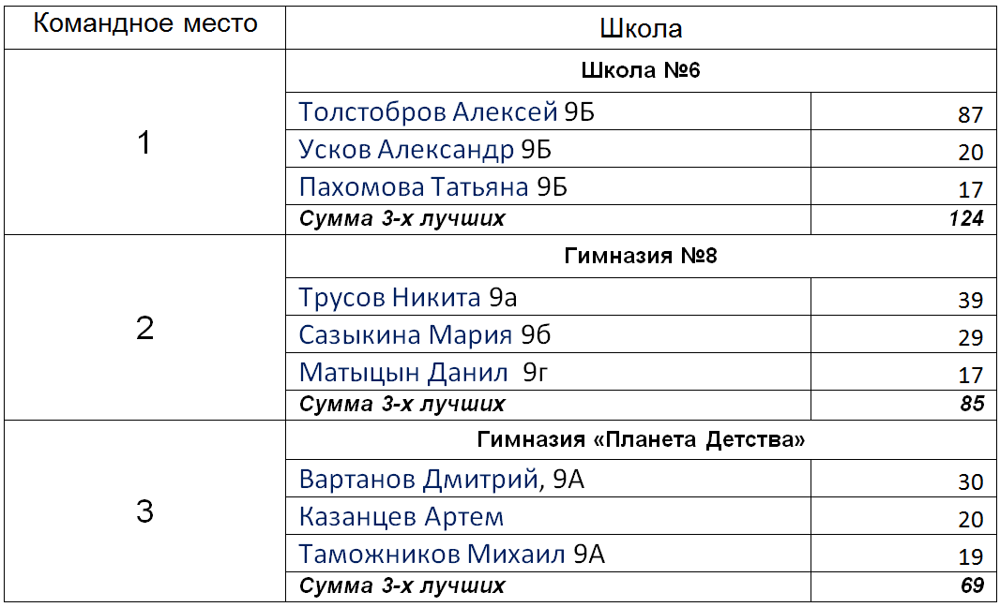 Командное место Школа
Школа №6
Толстобров Алексей 9Б 87
1
Усков Александр 9Б 20
Пахомова Татьяна 9Б 17
Сумма 3-х лучших 124
Гимназия №8
Трусов Никита 9а 39
2
Сазыкина Мария 9б 29
Матыцын Данил 9г 17
Сумма 3-х лучших 85
Гимназия «Планета Детства»
Вартанов Дмитрий, 9А 30
3
Казанцев Артем 20
Таможников Михаил 9А 19
Сумма 3-х лучших 69